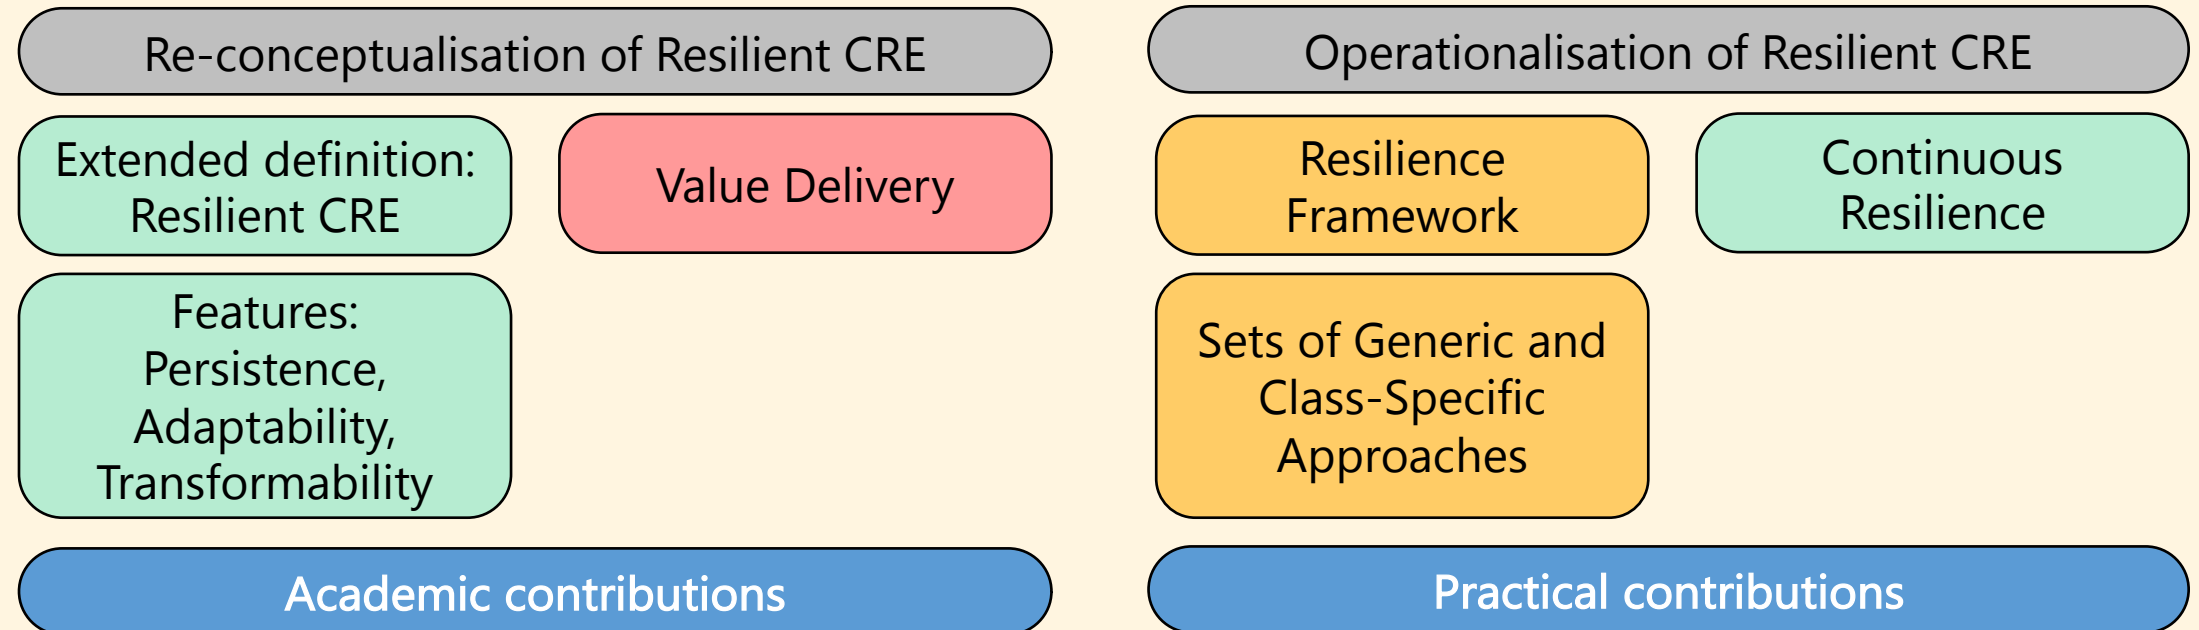 Re-conceptualisation of Resilient CRE
Extended definition:
Resilient CRE
Value Delivery
Features:
Persistence,
Adaptability,
Transformability
Academic contributions
Operationalisation of Resilient CRE
Resilience
Framework
Continuous
Resilience
Sets of Generic and
Class-Specific
Approaches
Practical contributions